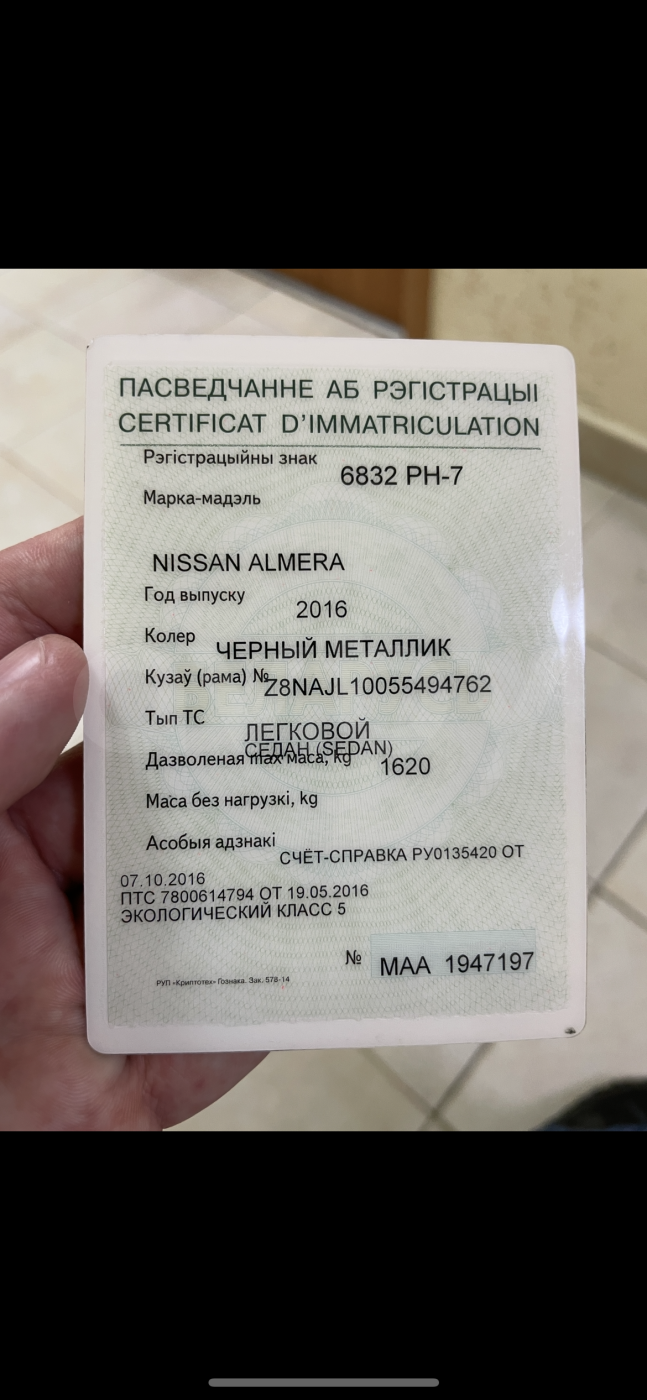 ПАСВЕДЧАННЕ АБ РЭГІСТРАЦЫІ
CERTIFICAT D'IMMATRICULATION
Рэгістрацыйны знак
6832 PH-7
Марка-мадэль
NISSAN ALMERA
Год выпуску
2016
Колер
ЧЕРНЫЙ МЕТАЛЛИК
Кузаў (рама) №
Z8NAJL10055494762
Тып ТС
ЛЕГКОВОЙ
СЕДАН (SEDAN)
Дазволеная max маса, kg
1620
Маса без нагрузкі, kg
Асобыя адзнакі
СЧЁТ-СПРАВКА РУ0135420 ОТ
07.10.2016
ПТС 7800614794 ОТ 19.05.2016
ЭКОЛОГИЧЕСКИЙ КЛАСС 5
№ МАА 1947197
РУП «Криптотех» Гознака. Зак. 578-14